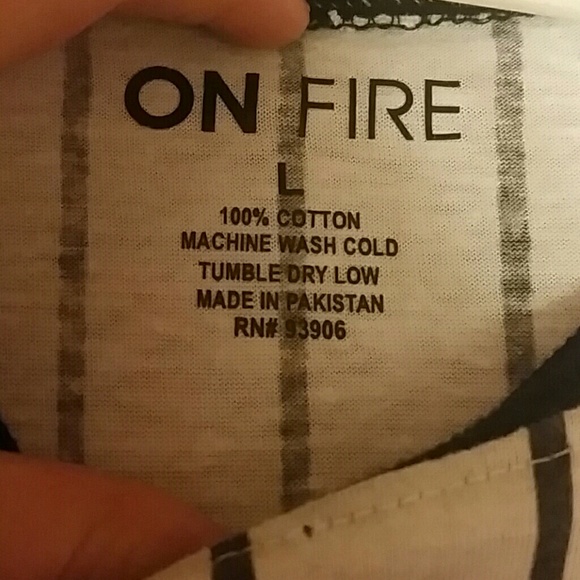 ON FIRE
L
100% COTTON
MACHINE WASH COLD
TUMBLE DRY LOW
MADE IN PAKISTAN
RN# 93906